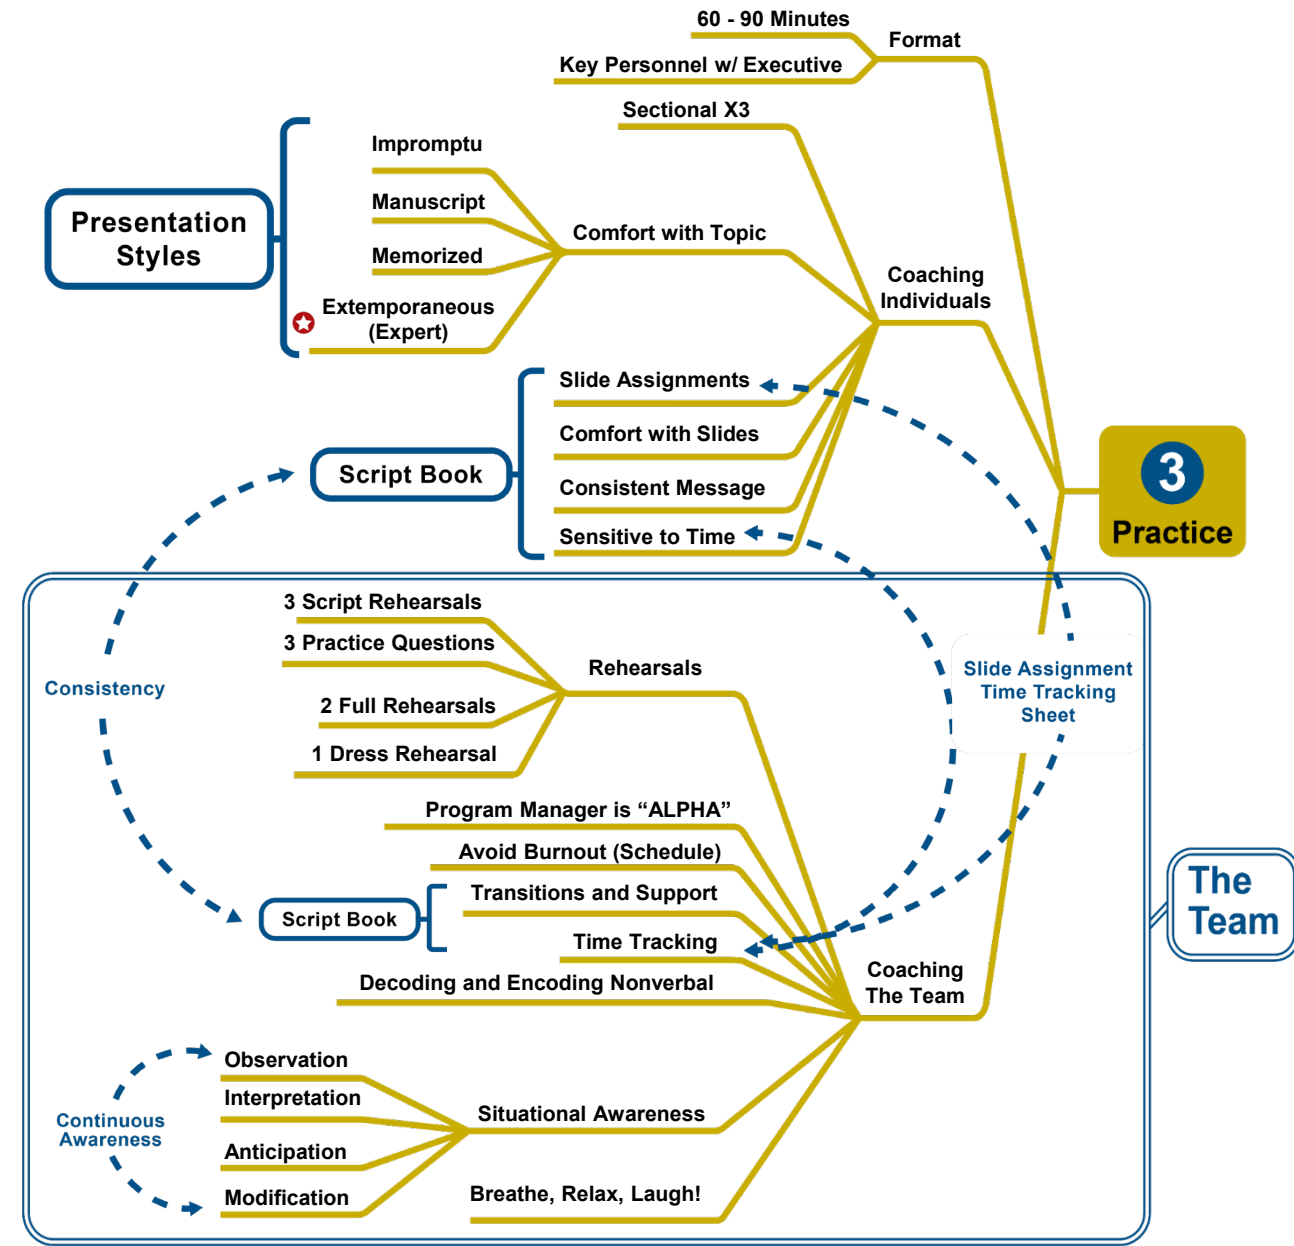 60 - 90 Minutes
Format
Key Personnel w/ Executive
Sectional X3
Impromptu
Manuscript
Presentation
Styles
Comfort with Topic
Memorized
Extemporaneous
(Expert)
Coaching
Individuals
Slide Assignments
Comfort with Slides
Script Book
Consistent Message
Sensitive to Time
3
Practice
3 Script Rehearsals
3 Practice Questions
Rehearsals
2 Full Rehearsals
1 Dress Rehearsal
Consistency
Slide Assignment
Time Tracking
Sheet
Program Manager is “ALPHA”
Avoid Burnout (Schedule)
Transitions and Support
Script Book
Time Tracking
Decoding and Encoding Nonverbal
Coaching
The Team
The
Team
Observation
Interpretation
Continuous
Awareness
Situational Awareness
Anticipation
Modification
Breathe, Relax, Laugh!